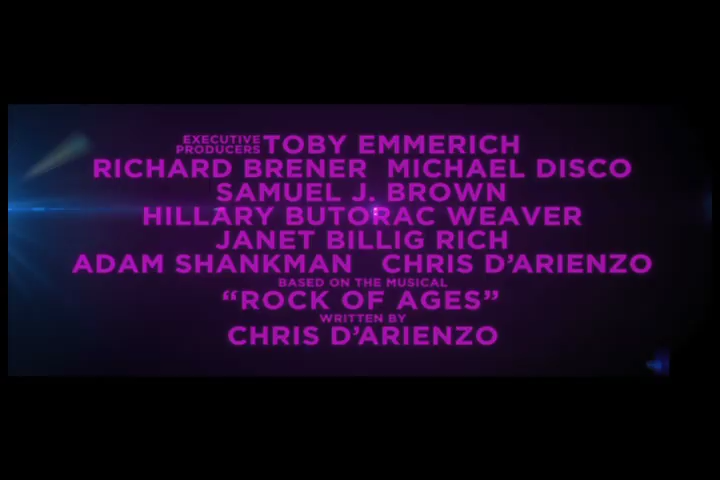 EXECUTIVE PRODUCERS TOBY EMMERICH
RICHARD BRENER MICHAEL DISCO
SAMUEL J. BROWN
HILLARY BUTORAC WEAVER
JANET BILLIG RICH
ADAM SHANKMAN CHRIS D'ARIENZO
BASED ON THE MUSICAL
“ROCK OF AGES”
WRITTEN BY
CHRIS D'ARIENZO